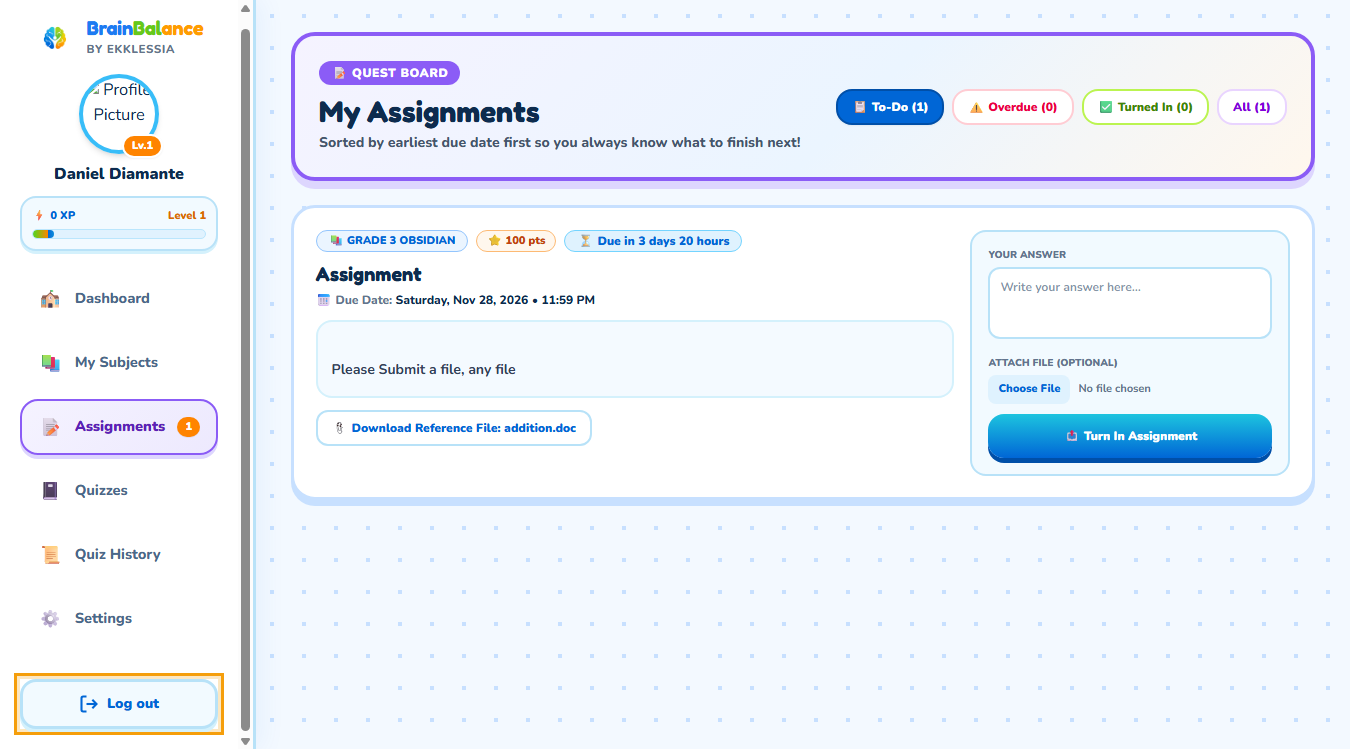 BrainBalance
BY EKKLESSIA
Profile
Picture
Lv.1
Daniel Diamante
0 XP
Level 1
Dashboard
My Subjects
Assignments 1
Quizzes
Quiz History
Settings
Log out
QUEST BOARD
My Assignments
Sorted by earliest due date first so you always know what to finish next!
To-Do (1)
Overdue (0)
Turned In (0)
All (1)
GRADE 3 OBSIDIAN
100 pts
Due in 3 days 20 hours
Assignment
Due Date: Saturday, Nov 28, 2026 • 11:59 PM
Please Submit a file, any file
Download Reference File: addition.doc
YOUR ANSWER
Write your answer here...
ATTACH FILE (OPTIONAL)
Choose File No file chosen
Turn In Assignment